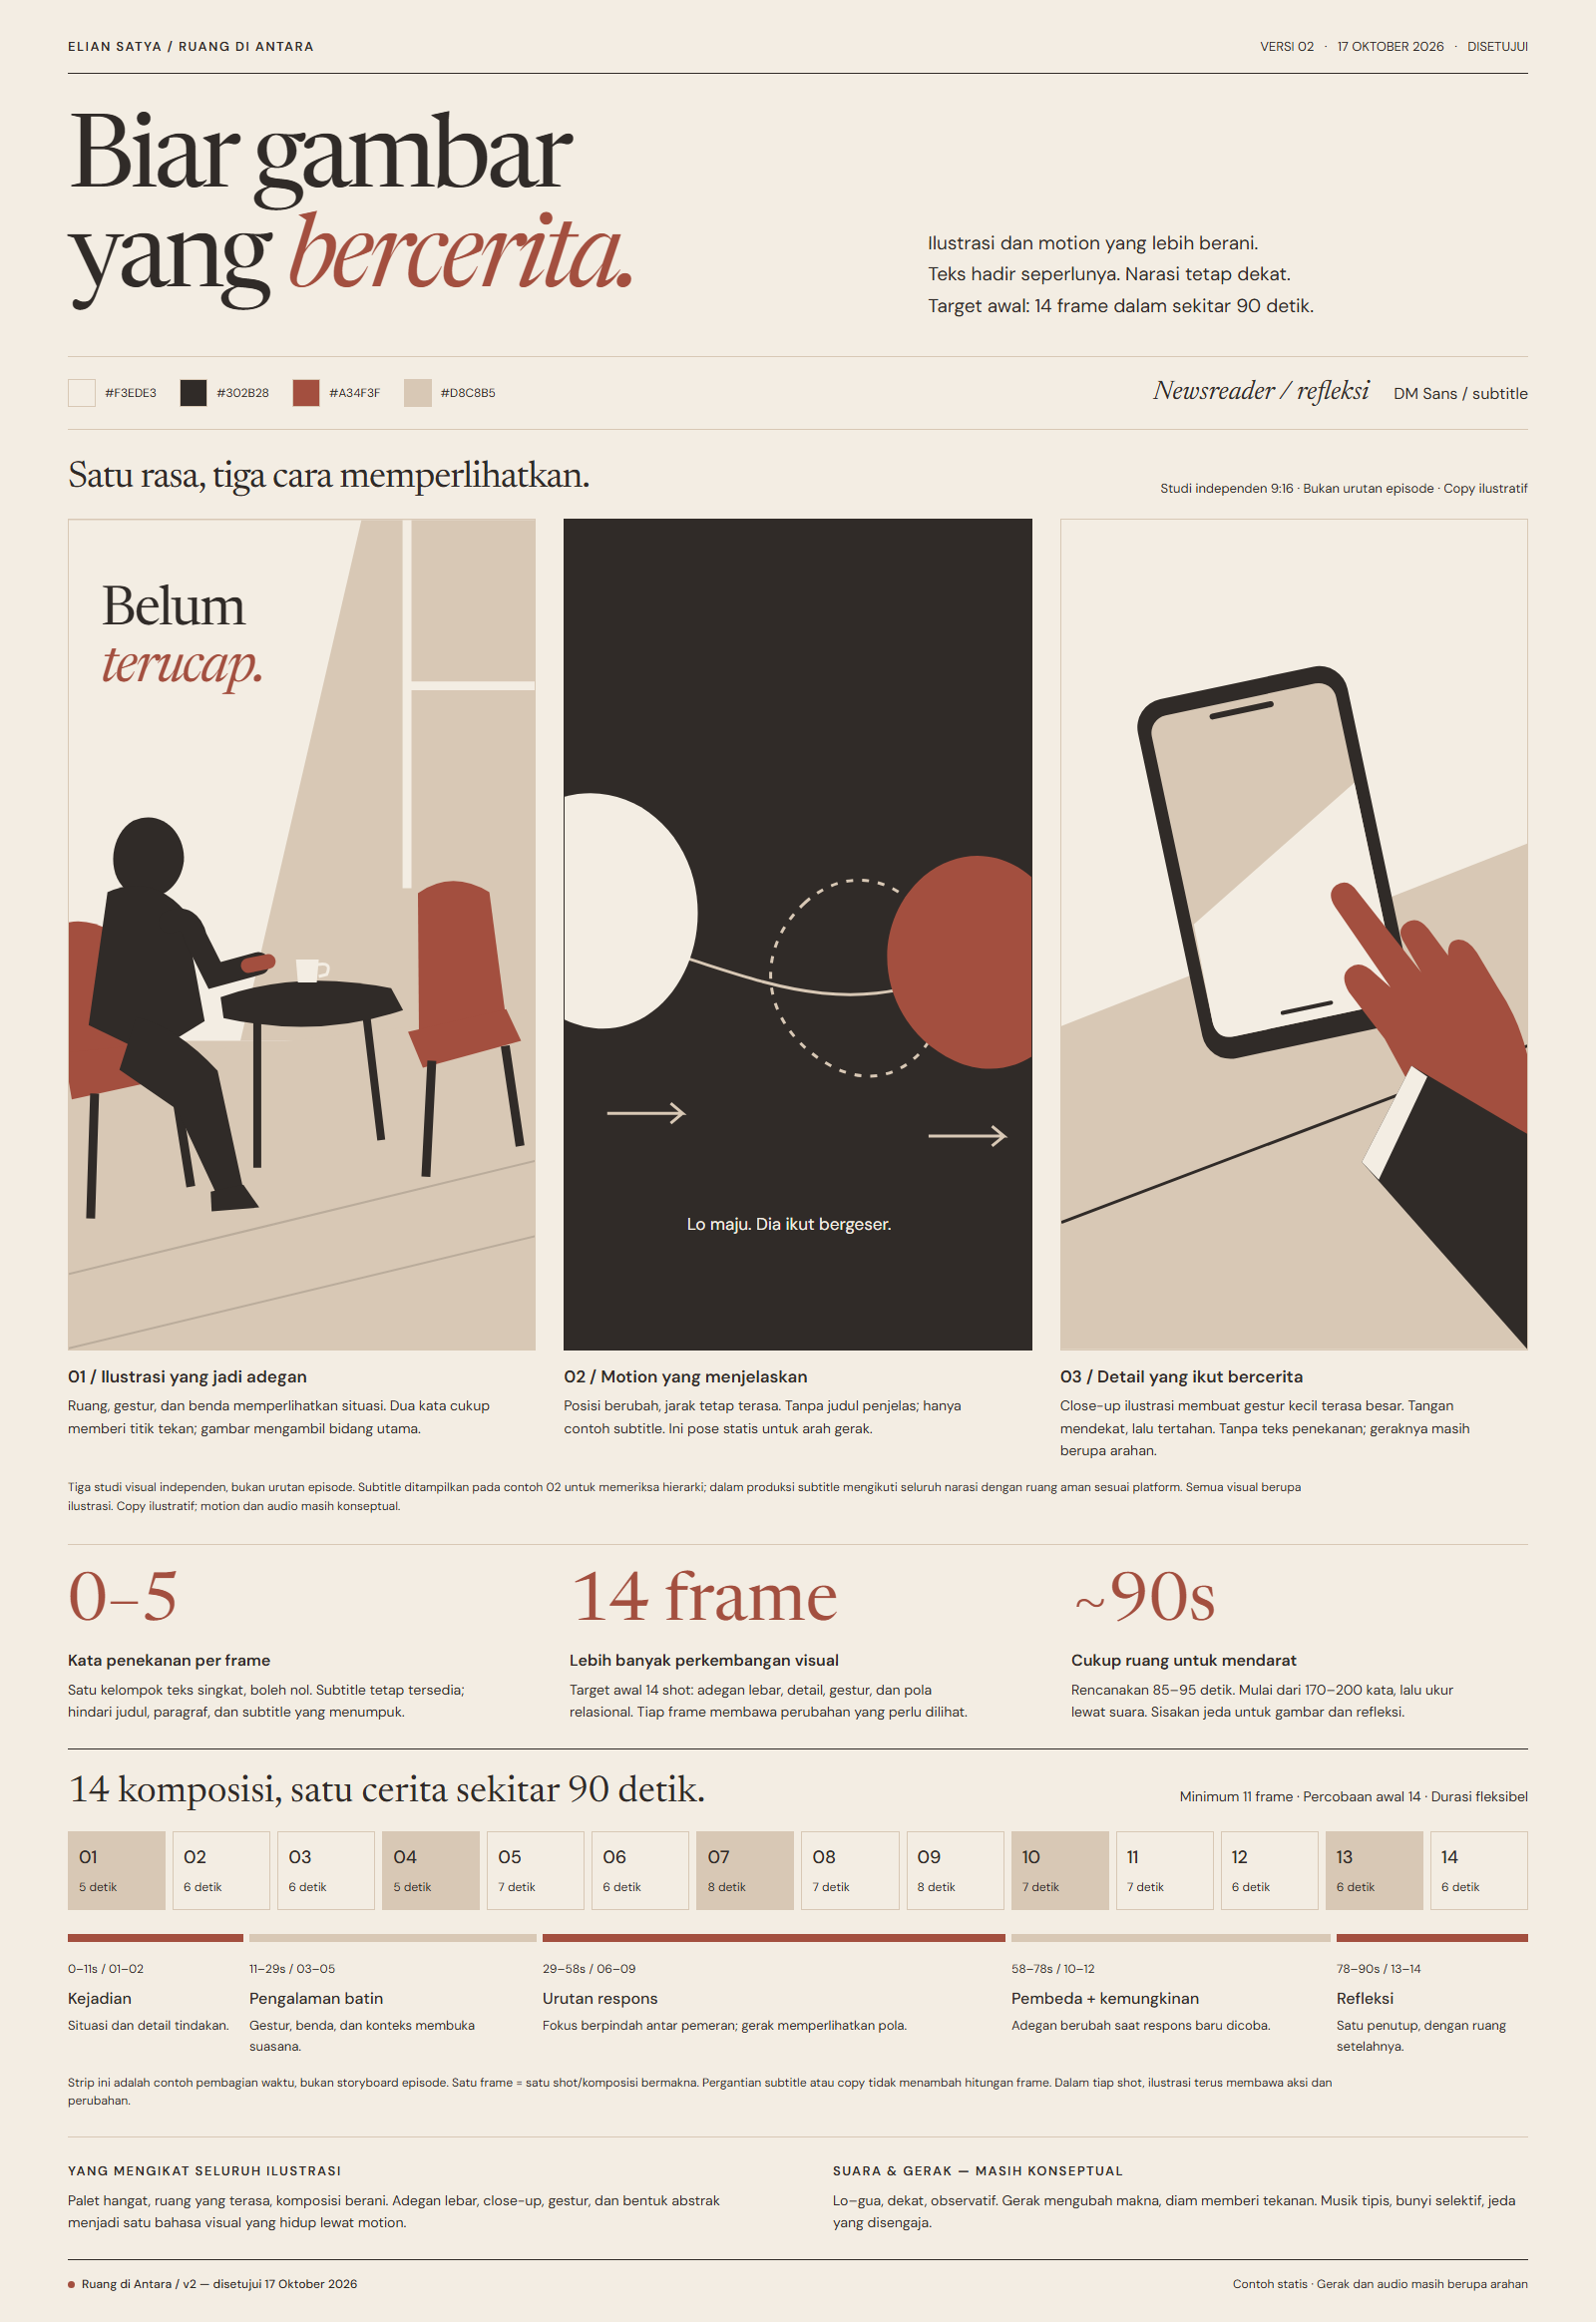 ELIAN SATYA / RUANG DI ANTARA
VERSI 02 · 17 OKTOBER 2026 · DISETUJUI
Biar gambar
yang bercerita.
Ilustrasi dan motion yang lebih berani.
Teks hadir seperlunya. Narasi tetap dekat.
Target awal: 14 frame dalam sekitar 90 detik.
#F3EDE3
#302B28
#A34F3F
#D8C8B5
Newsreader / refleksi
DM Sans / subtitle
Satu rasa, tiga cara memperlihatkan.
Studi independen 9:16 · Bukan urutan episode · Copy ilustratif
Belum
terucap.
Lo maju. Dia ikut bergeser.
01 / Ilustrasi yang jadi adegan
Ruang, gestur, dan benda memperlihatkan situasi. Dua kata cukup
memberi titik tekan; gambar mengambil bidang utama.
02 / Motion yang menjelaskan
Posisi berubah, jarak tetap terasa. Tanpa judul penjelas; hanya
contoh subtitle. Ini pose statis untuk arah gerak.
03 / Detail yang ikut bercerita
Close-up ilustrasi membuat gestur kecil terasa besar. Tangan
mendekat, lalu tertahan. Tanpa teks penekanan; geraknya masih
berupa arahan.
Tiga studi visual independen, bukan urutan episode. Subtitle ditampilkan pada contoh 02 untuk memeriksa hierarki; dalam produksi subtitle mengikuti seluruh narasi dengan ruang aman sesuai platform. Semua visual berupa
ilustrasi. Copy ilustratif; motion dan audio masih konseptual.
0–5
Kata penekanan per frame
Satu kelompok teks singkat, boleh nol. Subtitle tetap tersedia;
hindari judul, paragraf, dan subtitle yang menumpuk.
14 frame
Lebih banyak perkembangan visual
Target awal 14 shot: adegan lebar, detail, gestur, dan pola
relasional. Tiap frame membawa perubahan yang perlu dilihat.
~90s
Cukup ruang untuk mendarat
Rencanakan 85–95 detik. Mulai dari 170–200 kata, lalu ukur
lewat suara. Sisakan jeda untuk gambar dan refleksi.
14 komposisi, satu cerita sekitar 90 detik.
Minimum 11 frame · Percobaan awal 14 · Durasi fleksibel
01
5 detik
02
6 detik
03
6 detik
04
5 detik
05
7 detik
06
6 detik
07
8 detik
08
7 detik
09
8 detik
10
7 detik
11
7 detik
12
6 detik
13
6 detik
14
6 detik
0–11s / 01–02
Kejadian
Situasi dan detail tindakan.
11–29s / 03–05
Pengalaman batin
Gestur, benda, dan konteks membuka
suasana.
29–58s / 06–09
Urutan respons
Fokus berpindah antar pemeran; gerak memperlihatkan pola.
58–78s / 10–12
Pembeda + kemungkinan
Adegan berubah saat respons baru dicoba.
78–90s / 13–14
Refleksi
Satu penutup, dengan ruang
setelahnya.
Strip ini adalah contoh pembagian waktu, bukan storyboard episode. Satu frame = satu shot/komposisi bermakna. Pergantian subtitle atau copy tidak menambah hitungan frame. Dalam tiap shot, ilustrasi terus membawa aksi dan
perubahan.
YANG MENGIKAT SELURUH ILUSTRASI
Palet hangat, ruang yang terasa, komposisi berani. Adegan lebar, close-up, gestur, dan bentuk abstrak
menjadi satu bahasa visual yang hidup lewat motion.
SUARA & GERAK — MASIH KONSEPTUAL
Lo–gua, dekat, observatif. Gerak mengubah makna, diam memberi tekanan. Musik tipis, bunyi selektif, jeda
yang disengaja.
Ruang di Antara / v2 — disetujui 17 Oktober 2026
Contoh statis · Gerak dan audio masih berupa arahan